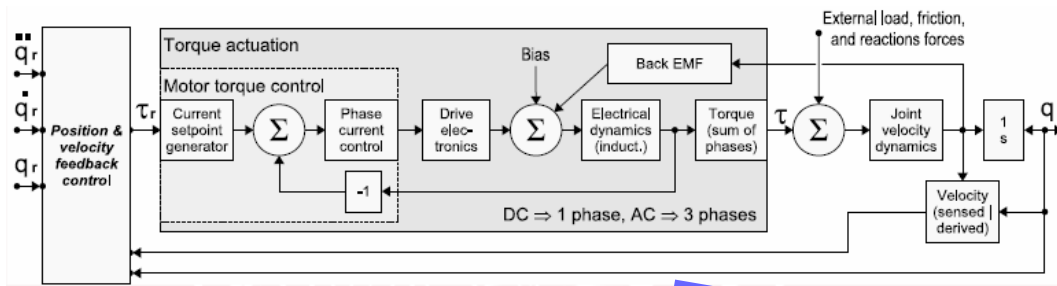 q̈r
q̇r
qr
Position &
velocity
feedback
control
τr
Torque actuation
Motor torque control
Current
setpoint
generator
Σ
Phase
current
control
-1
Drive
elec-
tronics
Bias
Σ
Back EMF
Electrical
dynamics
(induct.)
Torque
(sum of
phases)
DC ⇒ 1 phase, AC ⇒ 3 phases
τ
External load, friction,
and reactions forces
Σ
Joint
velocity
dynamics
1
s
q
Velocity
(sensed |
derived)